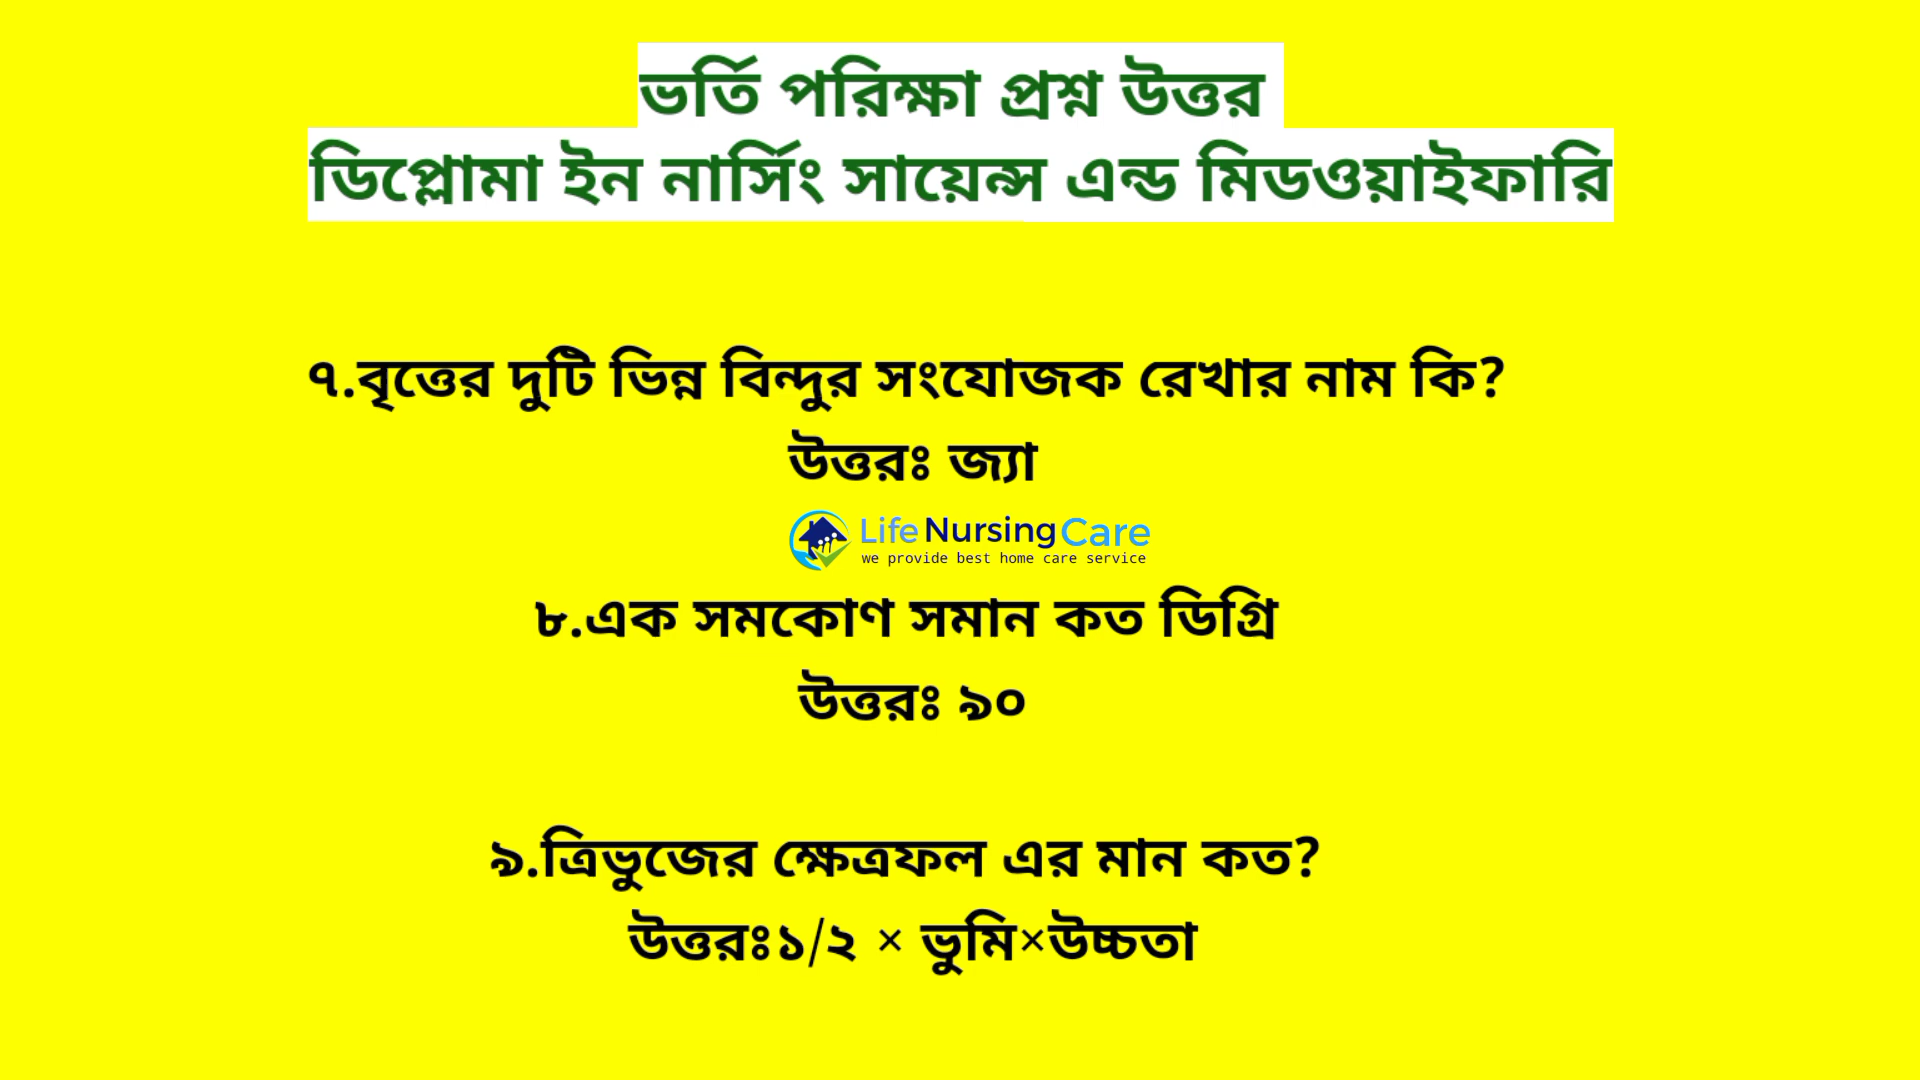 ভর্তি পরিক্ষা প্রশ্ন উত্তর
ডিপ্লোমা ইন নার্সিং সায়েন্স এন্ড মিডওয়াইফারি
৭.বৃত্তের দুটি ভিন্ন বিন্দুর সংযোজক রেখার নাম কি?
উত্তরঃ জ্যা
Life Nursing Care
we provide best home care service
৮.এক সমকোণ সমান কত ডিগ্রি
উত্তরঃ ৯০
৯.ত্রিভুজের ক্ষেত্রফল এর মান কত?
উত্তরঃ১/২ × ভুমি×উচ্চতা